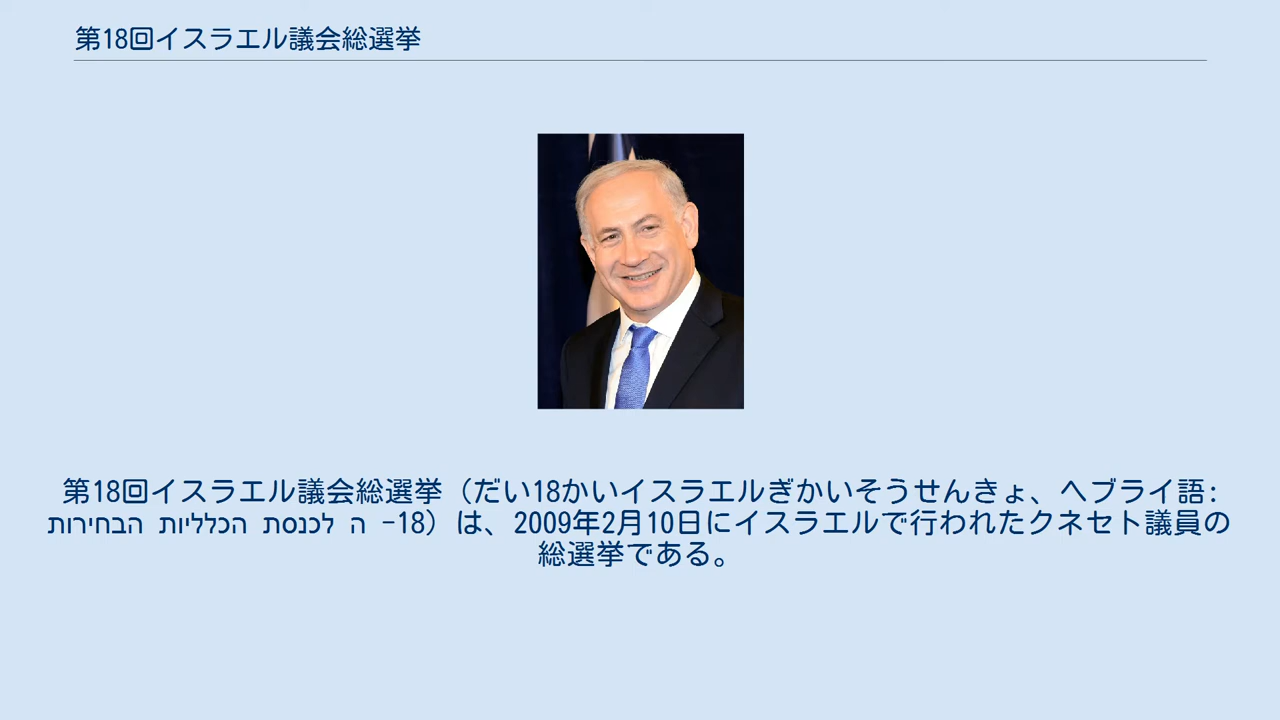 第18回イスラエル議会総選挙
第18回イスラエル議会総選挙（だい18かいイスラエルぎかいそうせんきょ、ヘブライ語:
הבחירות הכלליות לכנסת ה -18）は、2009年2月10日にイスラエルで行われたクネセト議員の
総選挙である。